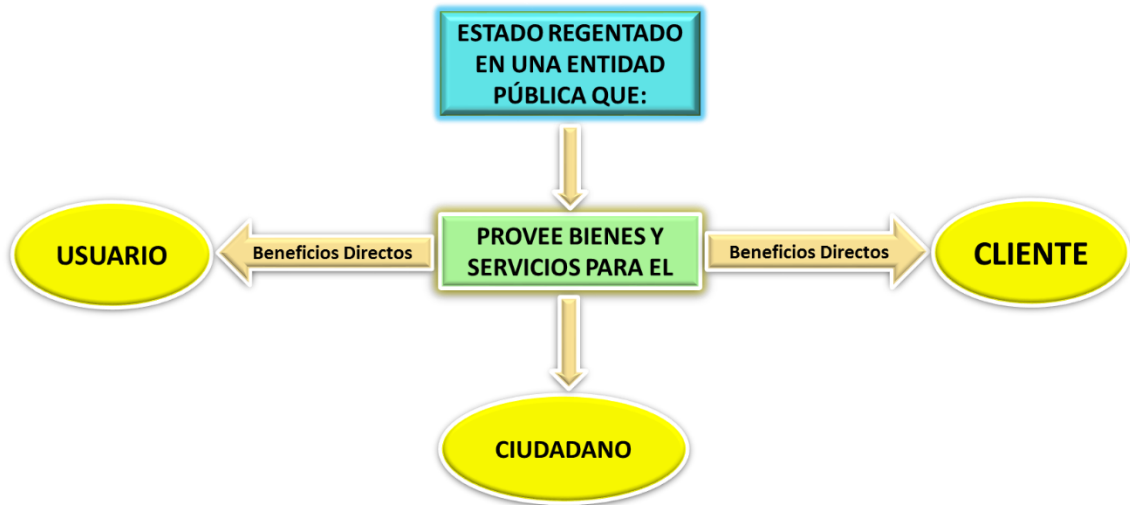 ESTADO REGENTADO
EN UNA ENTIDAD
PÚBLICA QUE:
USUARIO
Beneficios Directos
PROVEE BIENES Y
SERVICIOS PARA EL
Beneficios Directos
CLIENTE
CIUDADANO